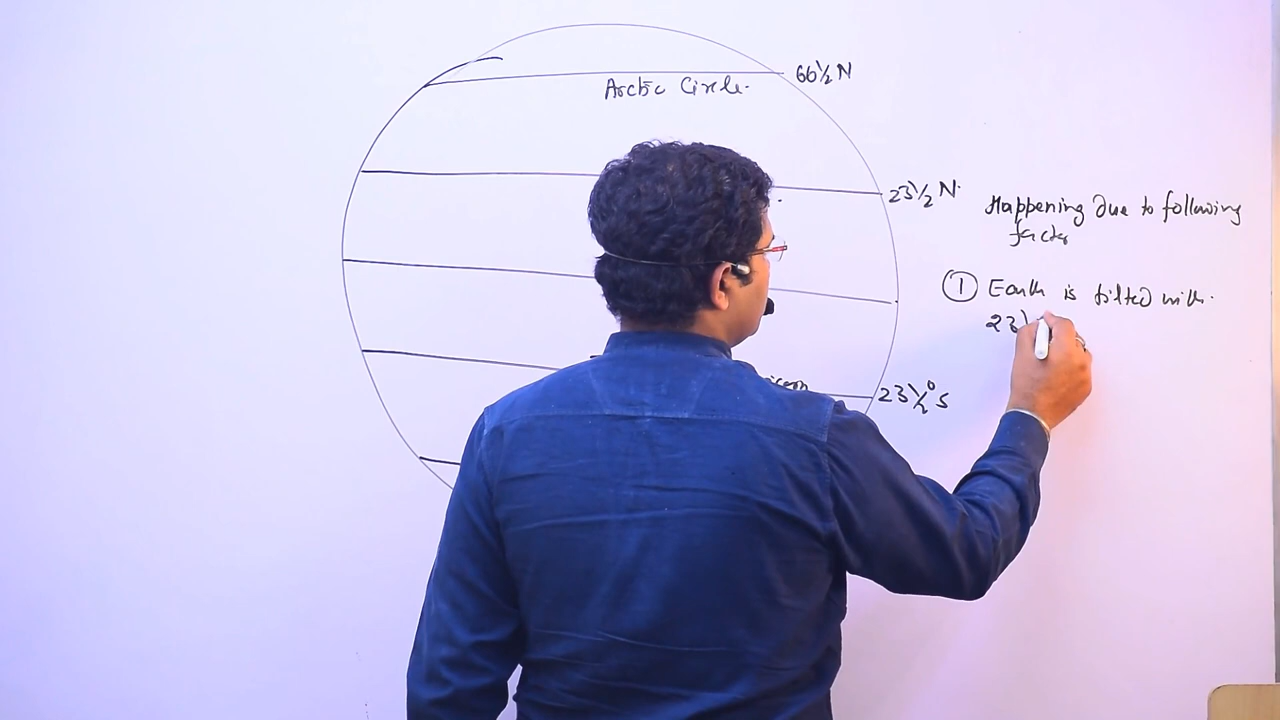 66½ N
Arctic Circle.
23½ N.
Happening due to following
factor
① Earth is tilted with.
23½° S